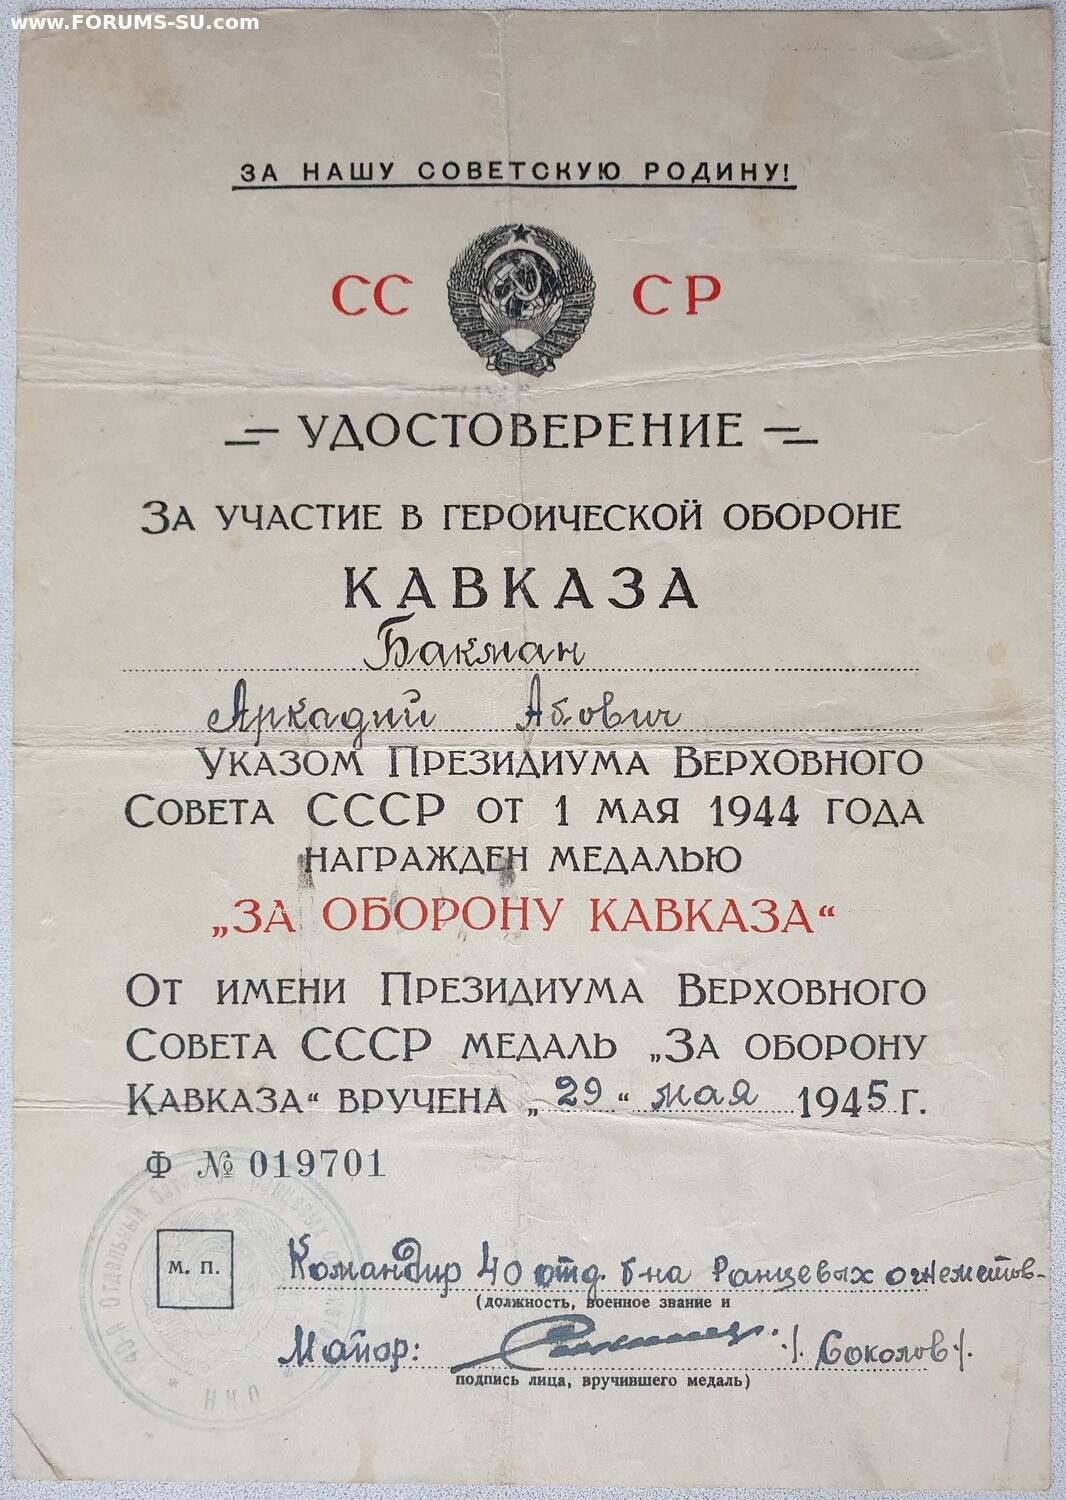 www.FORUMS-SU.com
ЗА НАШУ СОВЕТСКУЮ РОДИНУ!
СС СР
УДОСТОВЕРЕНИЕ
ЗА УЧАСТИЕ В ГЕРОИЧЕСКОЙ ОБОРОНЕ
КАВКАЗА
Бакман
Аркадий Абович
УКАЗОМ ПРЕЗИДИУМА ВЕРХОВНОГО
СОВЕТА СССР ОТ 1 МАЯ 1944 ГОДА
НАГРАЖДЕН МЕДАЛЬЮ
„ЗА ОБОРОНУ КАВКАЗА“
ОТ ИМЕНИ ПРЕЗИДИУМА ВЕРХОВНОГО
СОВЕТА СССР МЕДАЛЬ „ЗА ОБОРОНУ
КАВКАЗА“ ВРУЧЕНА „29“ мая 1945 Г.
Ф № 019701
М. П.
40-й Отдельный
НКО
Командир 40 отд. б-на Ранцевых огнеметов-
(должность, военное звание и
Майор: /Соколов/.
подпись лица, вручившего медаль)